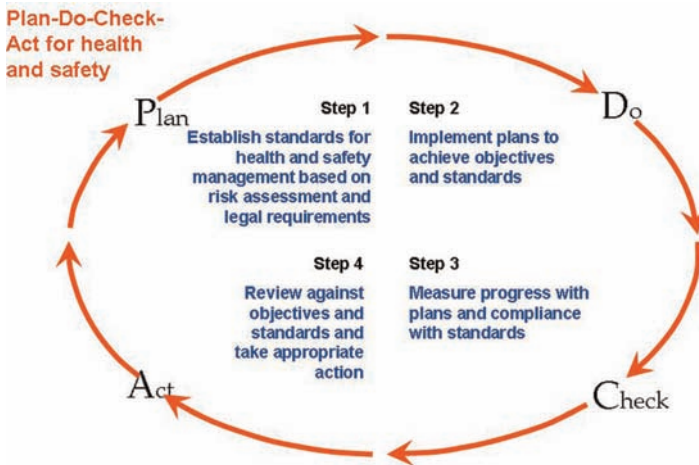 Plan-Do-Check-
Act for health
and safety
Plan
Do
Step 1
Establish standards for
health and safety
management based on
risk assessment and
legal requirements
Step 2
Implement plans to
achieve objectives
and standards
Step 4
Review against
objectives and
standards and
take appropriate
action
Step 3
Measure progress with
plans and compliance
with standards
Act
Check